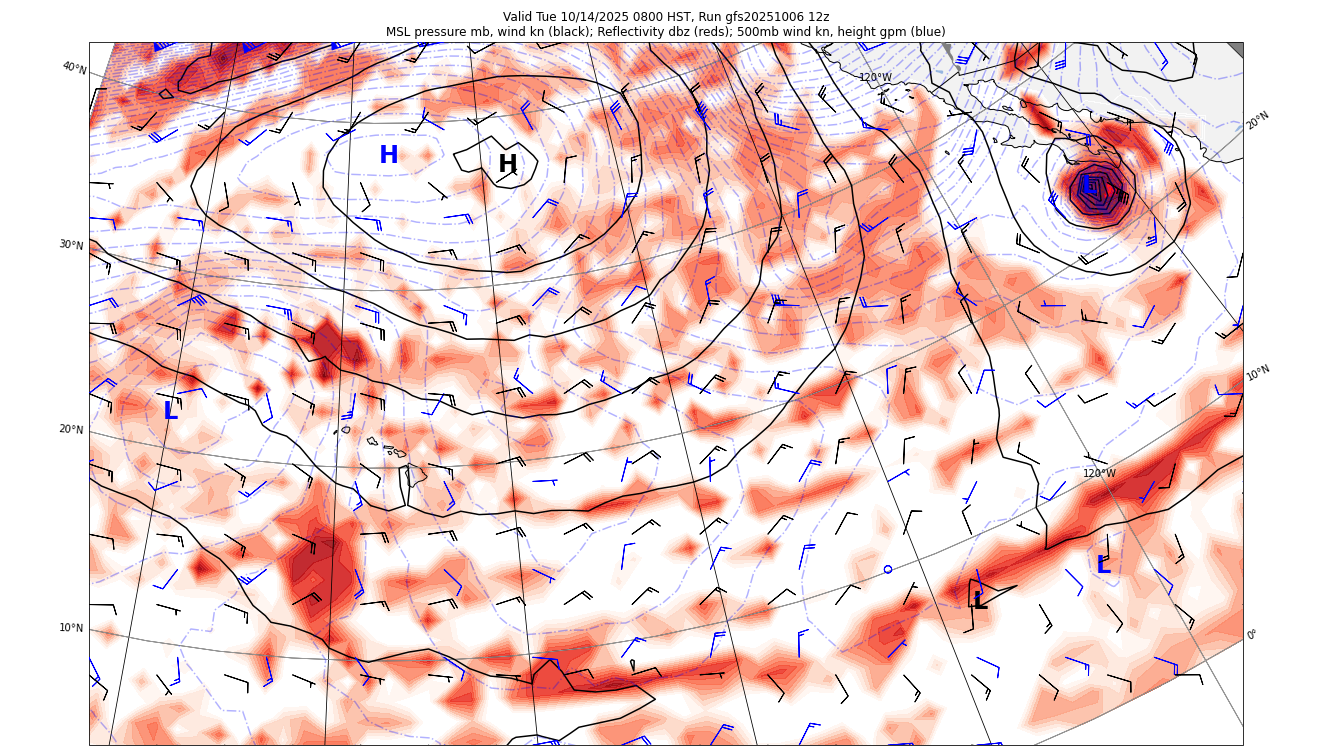 Valid Tue 10/14/2025 0800 HST, Run gfs20251006 12z
MSL pressure mb, wind kn (black); Reflectivity dbz (reds); 500mb wind kn, height gpm (blue)
40°N
120°W
20°N
H
H
L
30°N
10°N
L
20°N
120°W
L
L
10°N
0°